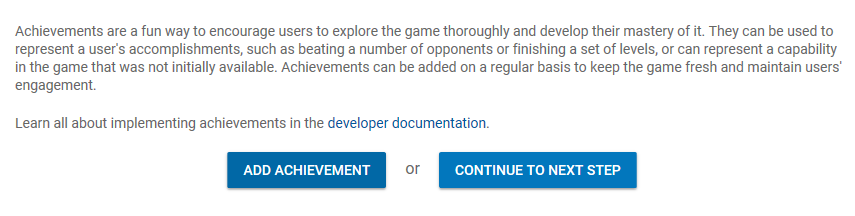 Achievements are a fun way to encourage users to explore the game thoroughly and develop their mastery of it. They can be used to
represent a user's accomplishments, such as beating a number of opponents or finishing a set of levels, or can represent a capability
in the game that was not initially available. Achievements can be added on a regular basis to keep the game fresh and maintain users'
engagement.
Learn all about implementing achievements in the developer documentation.
ADD ACHIEVEMENT or CONTINUE TO NEXT STEP